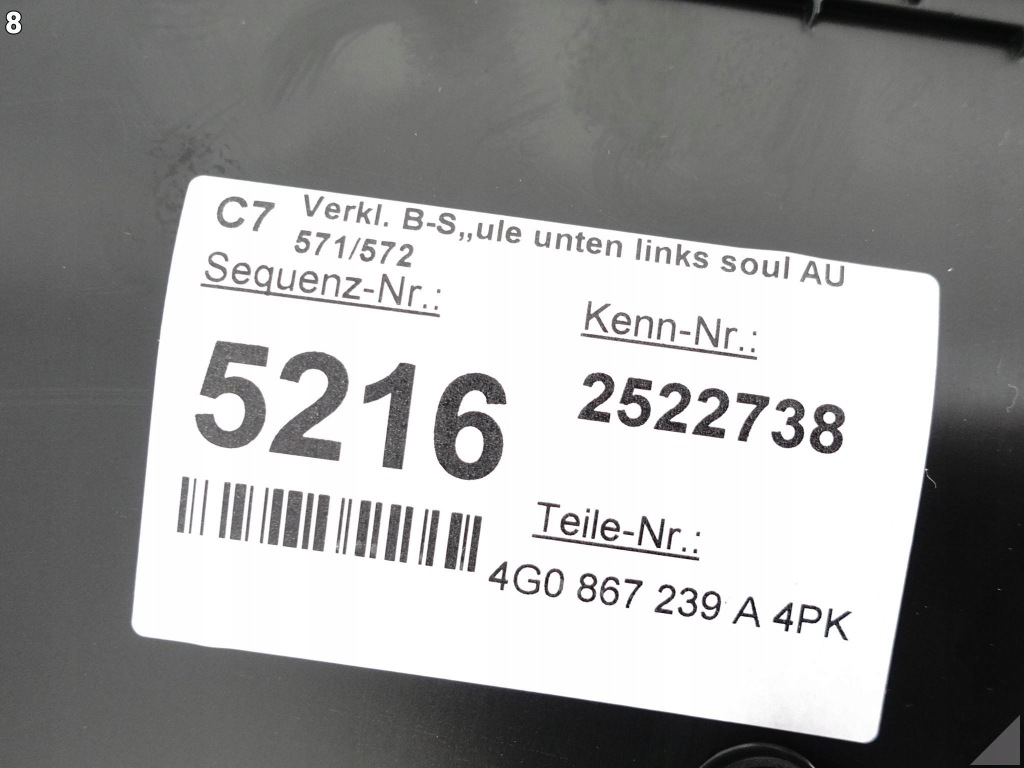 8
C7 Verkl. B-S„ule unten links soul AU
571/572
Sequenz-Nr.:
Kenn-Nr.:
5216
2522738
Teile-Nr.:
4G0 867 239 A 4PK